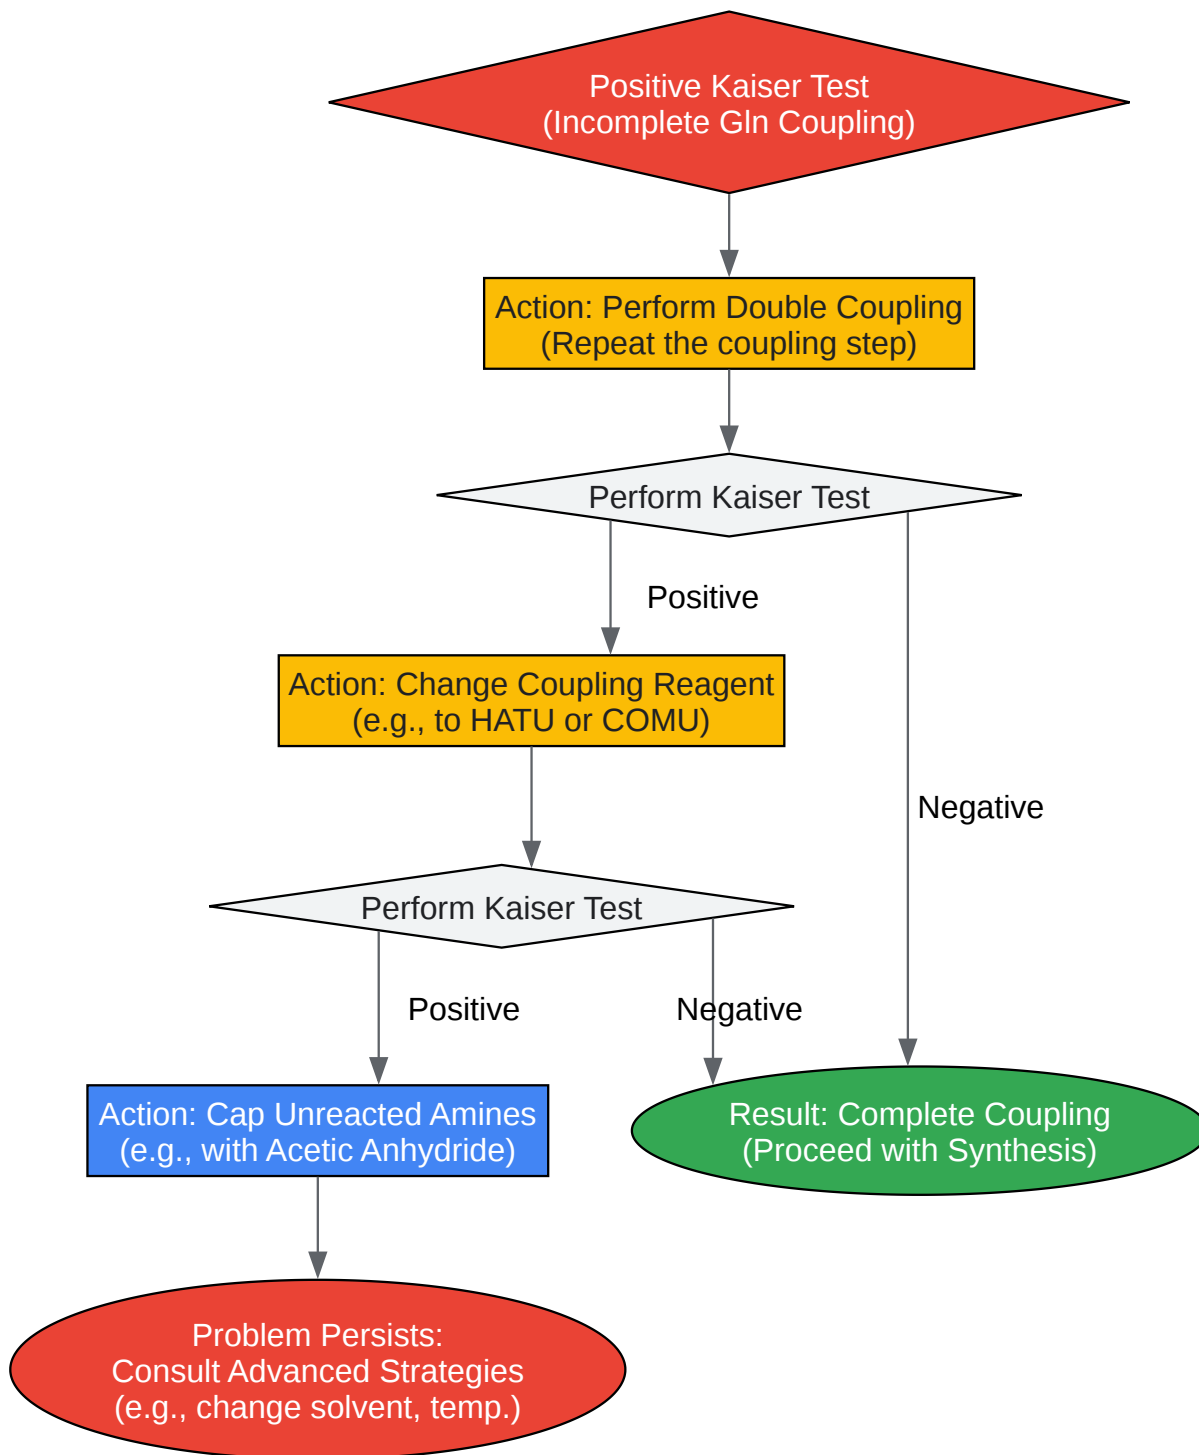 Positive Kaiser Test
(Incomplete Gln Coupling)
Action: Perform Double Coupling
(Repeat the coupling step)
Perform Kaiser Test
Positive
Action: Change Coupling Reagent
(e.g., to HATU or COMU)
Negative
Perform Kaiser Test
Positive
Negative
Action: Cap Unreacted Amines
(e.g., with Acetic Anhydride)
Result: Complete Coupling
(Proceed with Synthesis)
Problem Persists:
Consult Advanced Strategies
(e.g., change solvent, temp.)